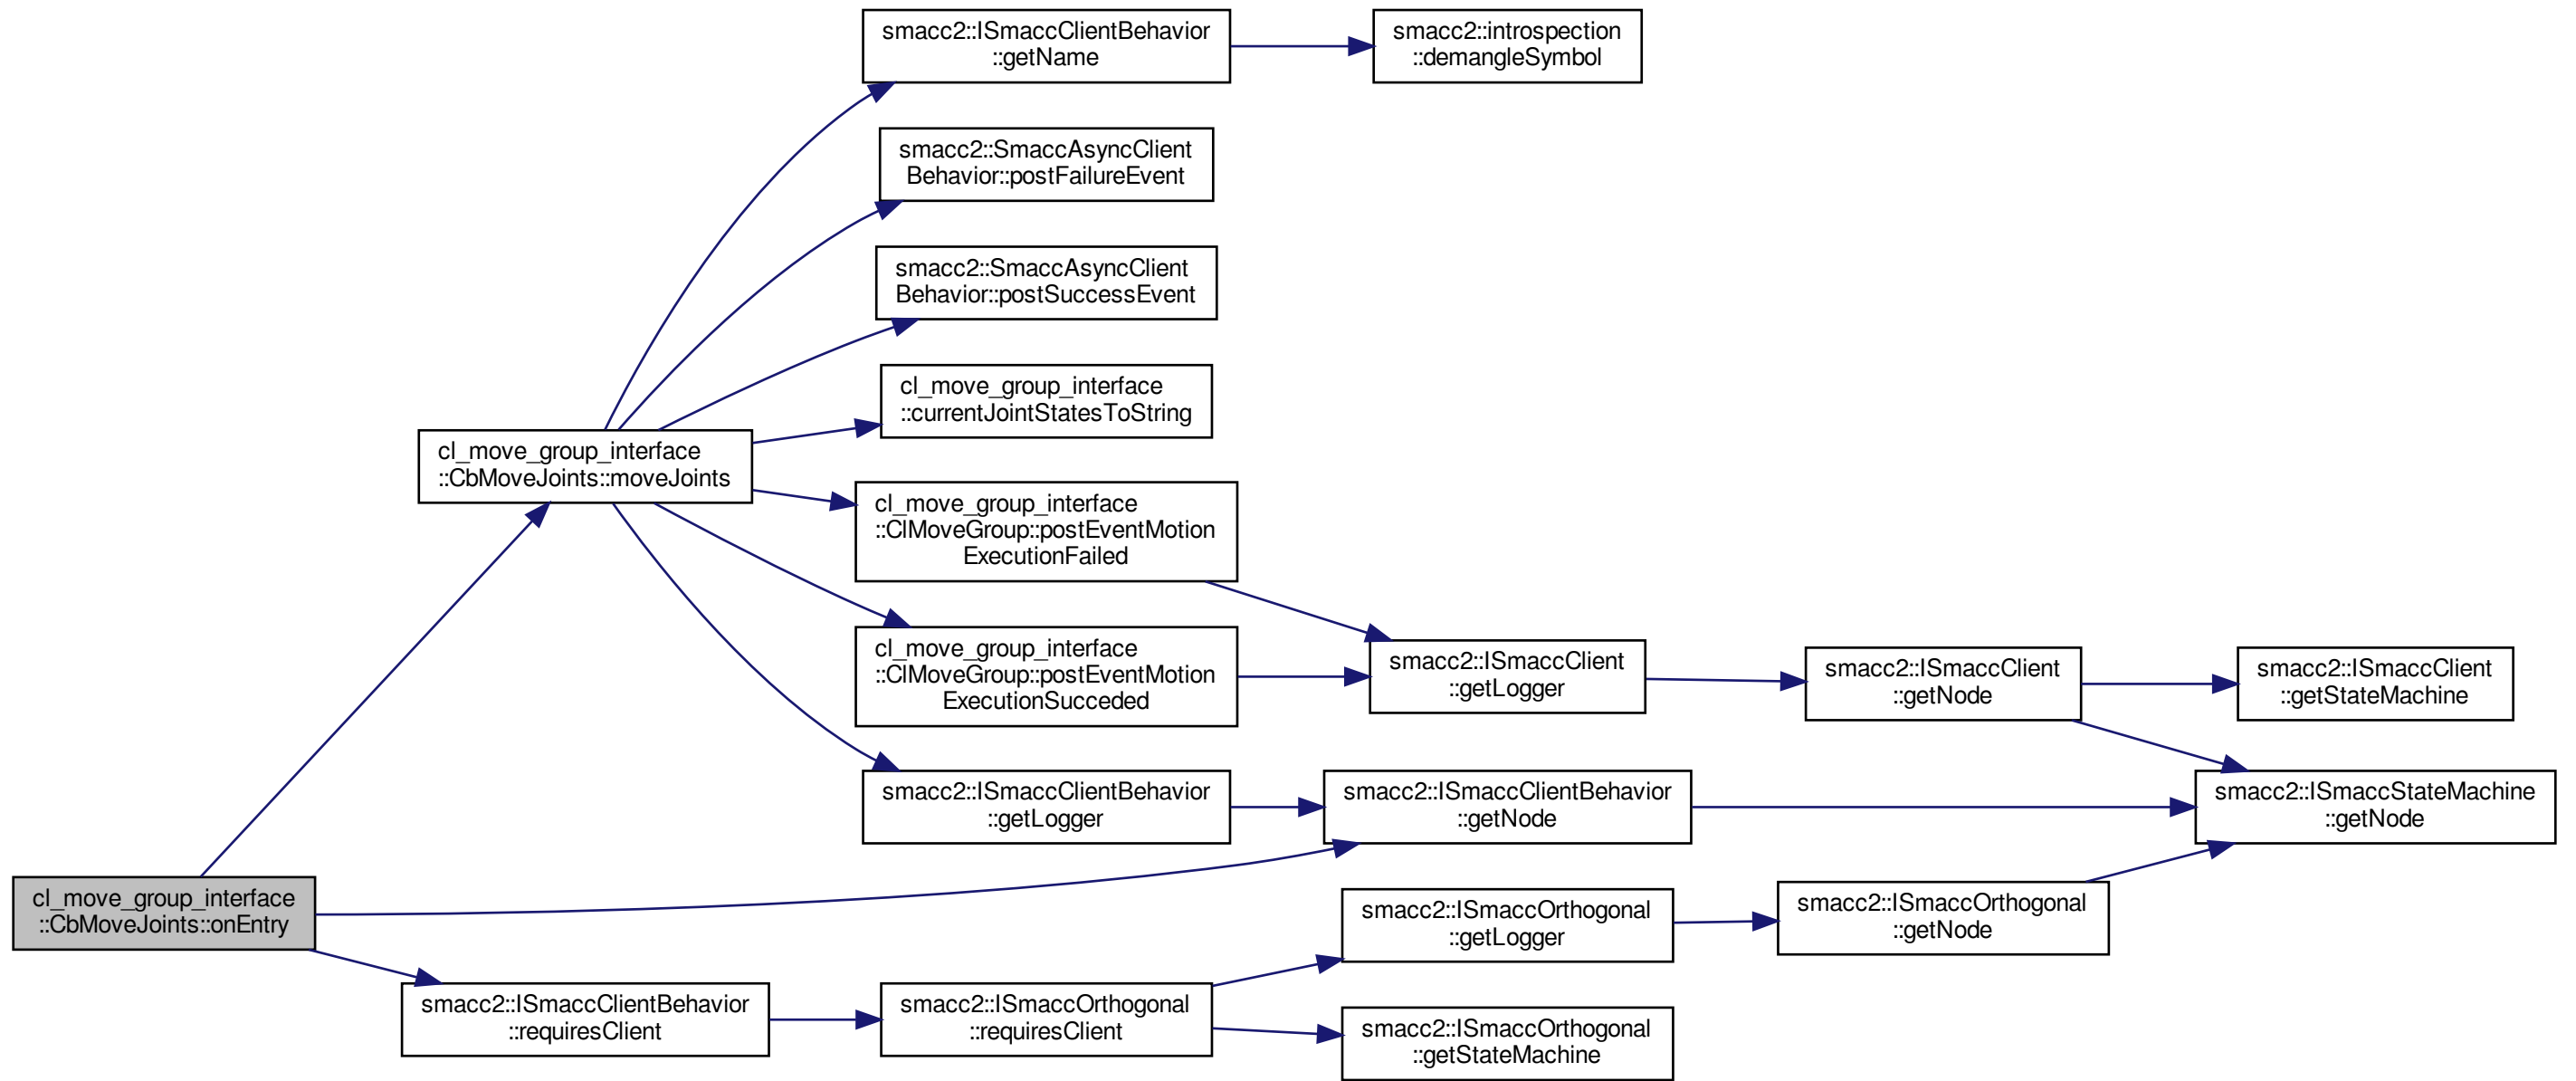 smacc2::ISmaccClientBehavior
::getName
smacc2::introspection
::demangleSymbol
smacc2::SmaccAsyncClient
Behavior::postFailureEvent
smacc2::SmaccAsyncClient
Behavior::postSuccessEvent
cl_move_group_interface
::currentJointStatesToString
cl_move_group_interface
::CbMoveJoints::moveJoints
cl_move_group_interface
::ClMoveGroup::postEventMotion
ExecutionFailed
cl_move_group_interface
::ClMoveGroup::postEventMotion
ExecutionSucceded
smacc2::ISmaccClient
::getLogger
smacc2::ISmaccClient
::getNode
smacc2::ISmaccClient
::getStateMachine
smacc2::ISmaccClientBehavior
::getLogger
smacc2::ISmaccClientBehavior
::getNode
smacc2::ISmaccStateMachine
::getNode
cl_move_group_interface
::CbMoveJoints::onEntry
smacc2::ISmaccOrthogonal
::getLogger
smacc2::ISmaccOrthogonal
::getNode
smacc2::ISmaccClientBehavior
::requiresClient
smacc2::ISmaccOrthogonal
::requiresClient
smacc2::ISmaccOrthogonal
::getStateMachine